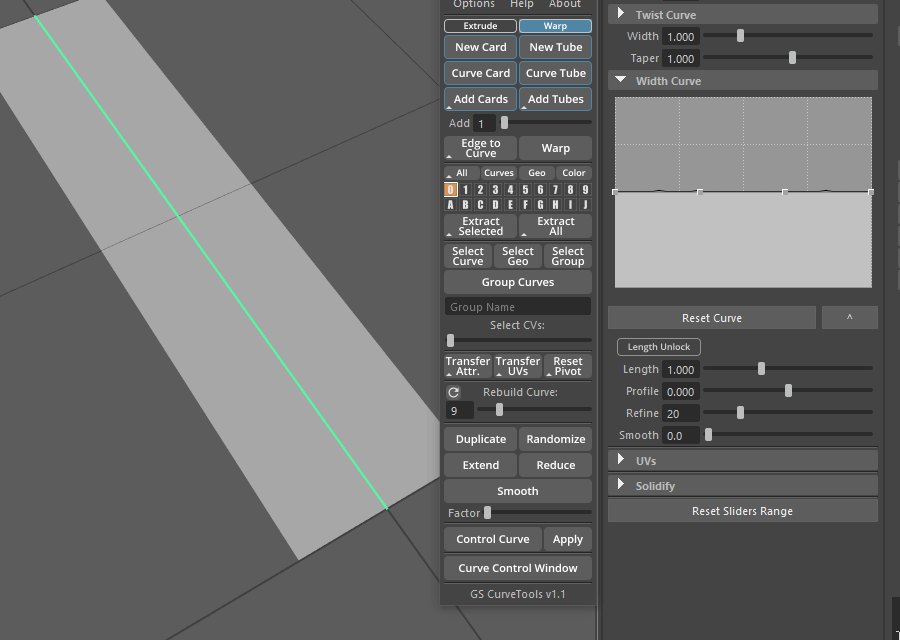 Options Help About
Extrude Warp
New Card New Tube
Curve Card Curve Tube
Add Cards Add Tubes
Add 1
Edge to
Curve
Warp
All Curves Geo Color
0 1 2 3 4 5 6 7 8 9
A B C D E F G H I J
Extract
Selected
Extract
All
Select
Curve
Select
Geo
Select
Group
Group Curves
Group Name
Select CVs:
Transfer
Attr.
Transfer
UVs
Reset
Pivot
Rebuild Curve:
9
Duplicate Randomize
Extend Reduce
Smooth
Factor
Control Curve Apply
Curve Control Window
GS CurveTools v1.1
Twist Curve
Width 1.000
Taper 1.000
Width Curve
Reset Curve ^
Length Unlock
Length 1.000
Profile 0.000
Refine 20
Smooth 0.0
UVs
Solidify
Reset Sliders Range